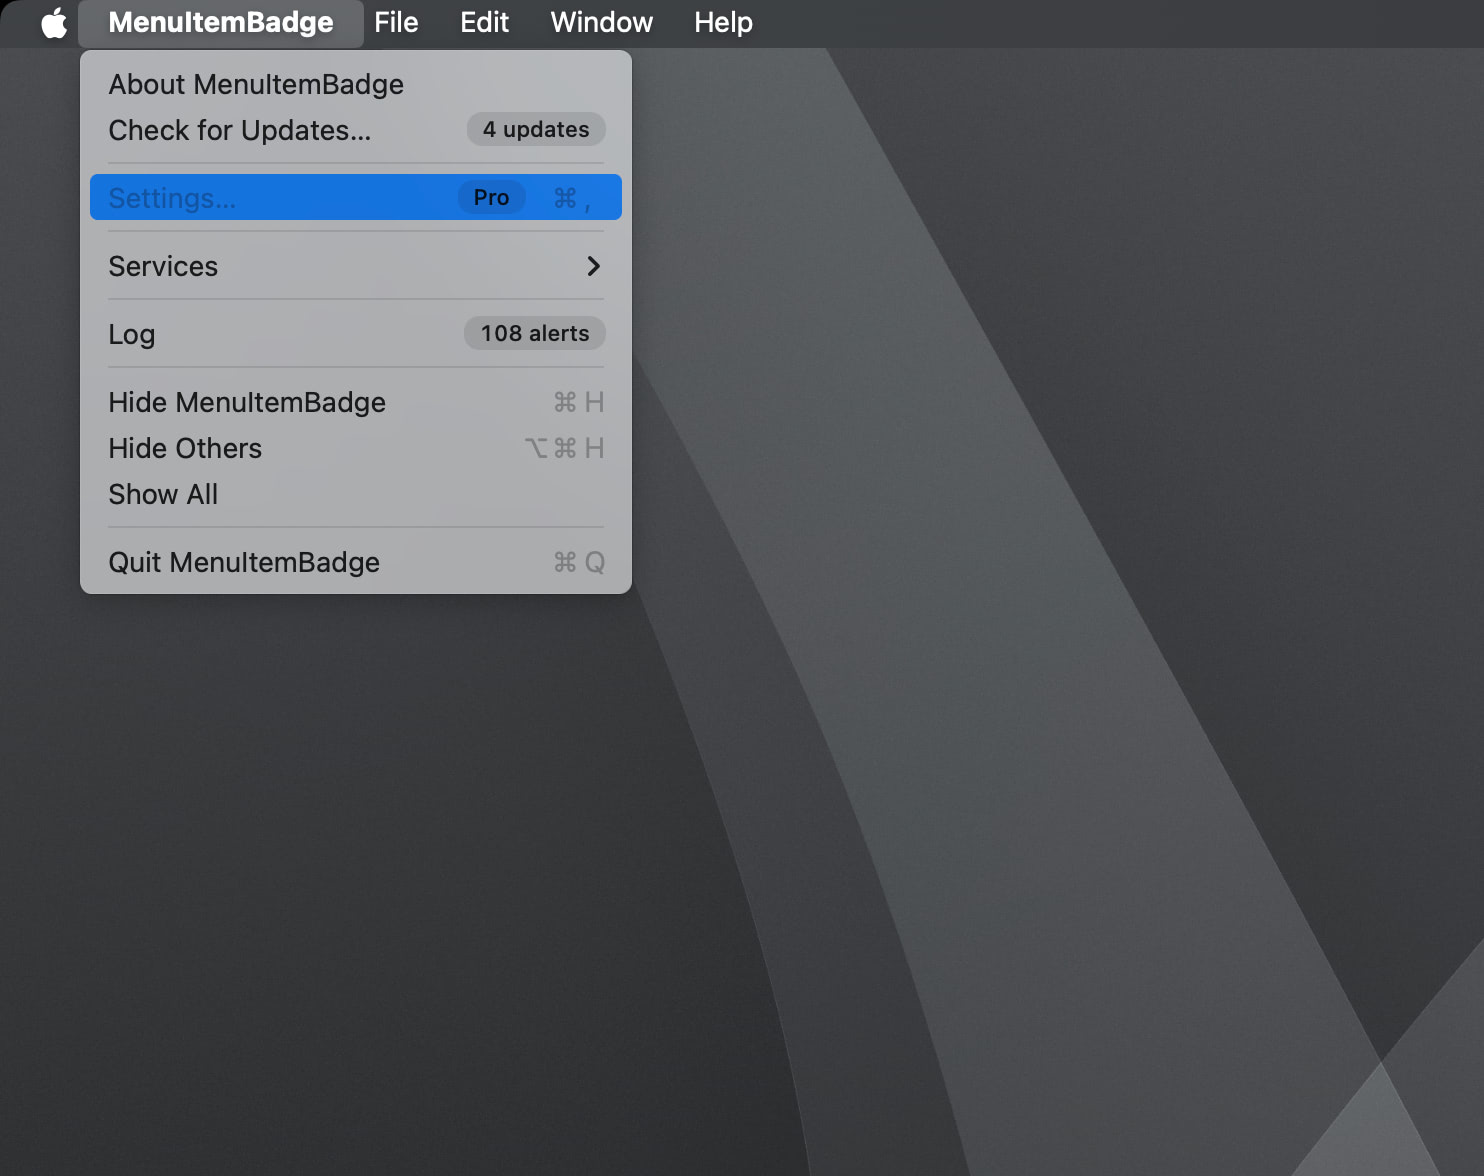 MenuItemBadge File Edit Window Help
About MenuItemBadge
Check for Updates... 4 updates
Settings... Pro ⌘ ,
Services
Log 108 alerts
Hide MenuItemBadge ⌘ H
Hide Others ⌥ ⌘ H
Show All
Quit MenuItemBadge ⌘ Q